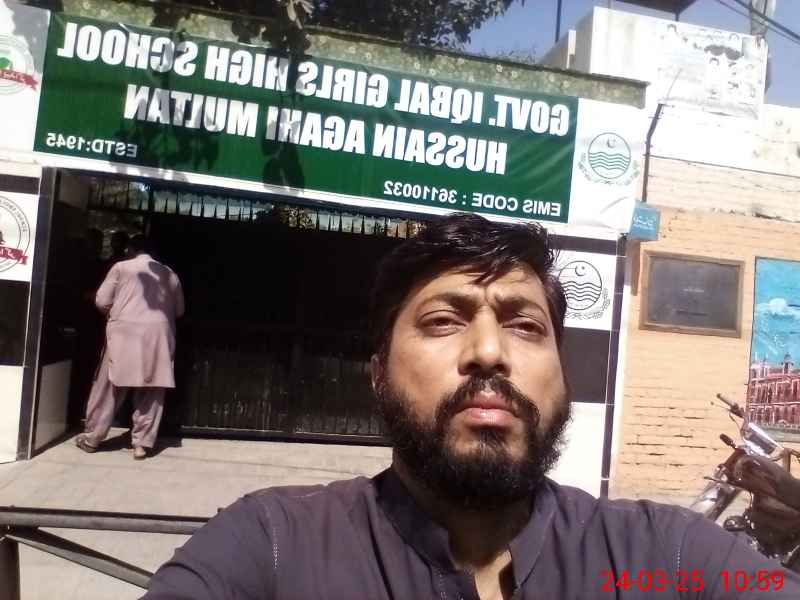 GOVT. IQBAL GIRLS HIGH SCHOOL
HUSSAIN AGAHI MULTAN
ESTD:1945
EMIS CODE : 36110032
24-03-25 10:59